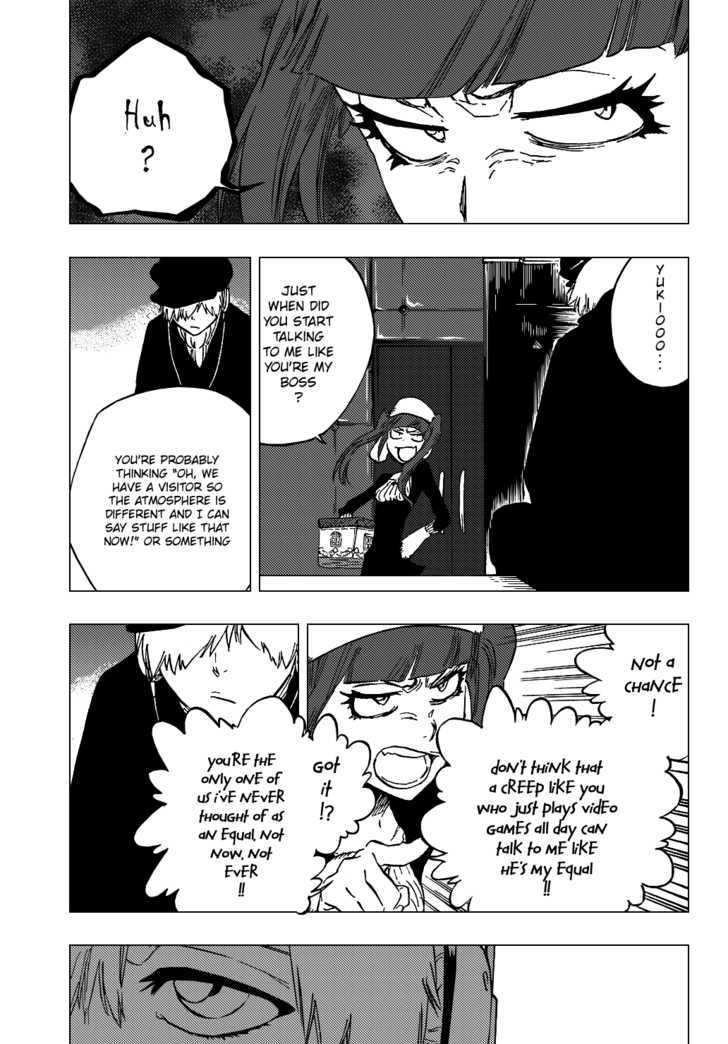 Huh
?
YUKIOOO...
JUST
WHEN DID
YOU START
TALKING
TO ME LIKE
YOU'RE MY
BOSS
?
YOU'RE PROBABLY
THINKING "OH, WE
HAVE A VISITOR SO
THE ATMOSPHERE IS
DIFFERENT AND I CAN
SAY STUFF LIKE THAT
NOW!" OR SOMETHING
NOT A
CHANCE
!
DON'T THINK THAT
A CREEP LIKE YOU
WHO JUST PLAYS VIDEO
GAMES ALL DAY CAN
TALK TO ME LIKE
HE'S MY EQUAL
!!
GOT
IT
!?
YOU'RE THE
ONLY ONE OF
US I'VE NEVER
THOUGHT OF AS
AN EQUAL, NOT
NOW, NOT
EVER
!!